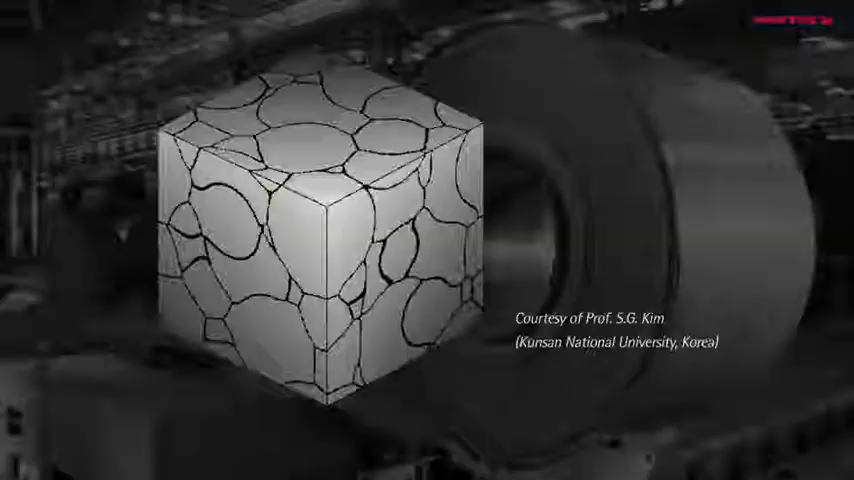 Courtesy of Prof. S.G. Kim
(Kunsan National University, Korea)